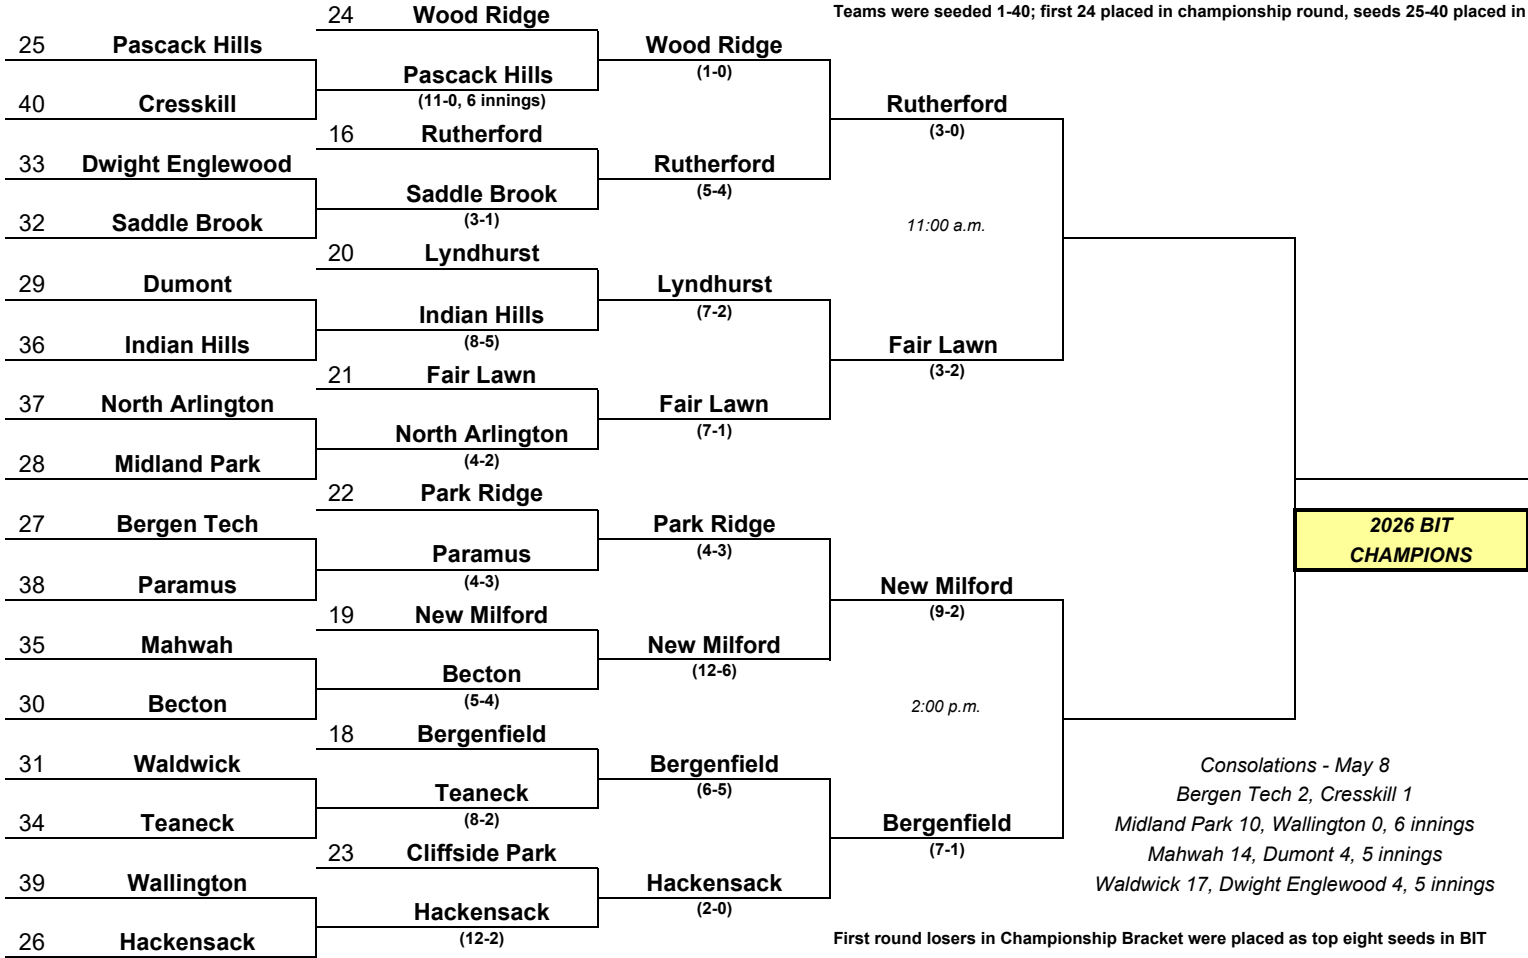 24 Wood Ridge
Teams were seeded 1-40; first 24 placed in championship round, seeds 25-40 placed in
25 Pascack Hills
Wood Ridge
(1-0)
Pascack Hills
(11-0, 6 innings)
40 Cresskill
Rutherford
(3-0)
16 Rutherford
33 Dwight Englewood
Rutherford
(5-4)
Saddle Brook
(3-1)
32 Saddle Brook
11:00 a.m.
20 Lyndhurst
29 Dumont
Lyndhurst
(7-2)
Indian Hills
(8-5)
36 Indian Hills
Fair Lawn
(3-2)
21 Fair Lawn
37 North Arlington
Fair Lawn
(7-1)
North Arlington
(4-2)
28 Midland Park
22 Park Ridge
27 Bergen Tech
Park Ridge
(4-3)
2026 BIT
CHAMPIONS
Paramus
(4-3)
38 Paramus
New Milford
(9-2)
19 New Milford
35 Mahwah
New Milford
(12-6)
Becton
(5-4)
30 Becton
2:00 p.m.
18 Bergenfield
31 Waldwick
Bergenfield
(6-5)
Teaneck
(8-2)
34 Teaneck
Bergenfield
(7-1)
23 Cliffside Park
39 Wallington
Hackensack
(2-0)
Hackensack
(12-2)
26 Hackensack
Consolations - May 8
Bergen Tech 2, Cresskill 1
Midland Park 10, Wallington 0, 6 innings
Mahwah 14, Dumont 4, 5 innings
Waldwick 17, Dwight Englewood 4, 5 innings
First round losers in Championship Bracket were placed as top eight seeds in BIT